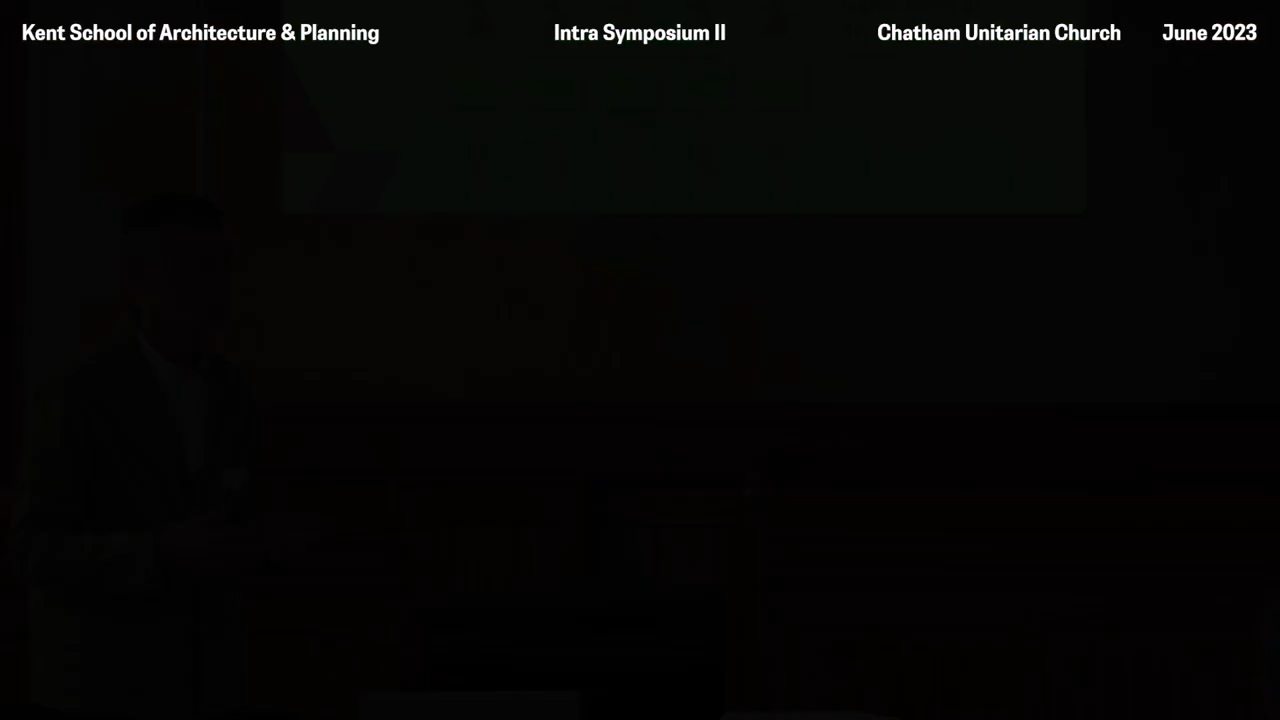 Kent School of Architecture & Planning Intra Symposium II Chatham Unitarian Church June 2023